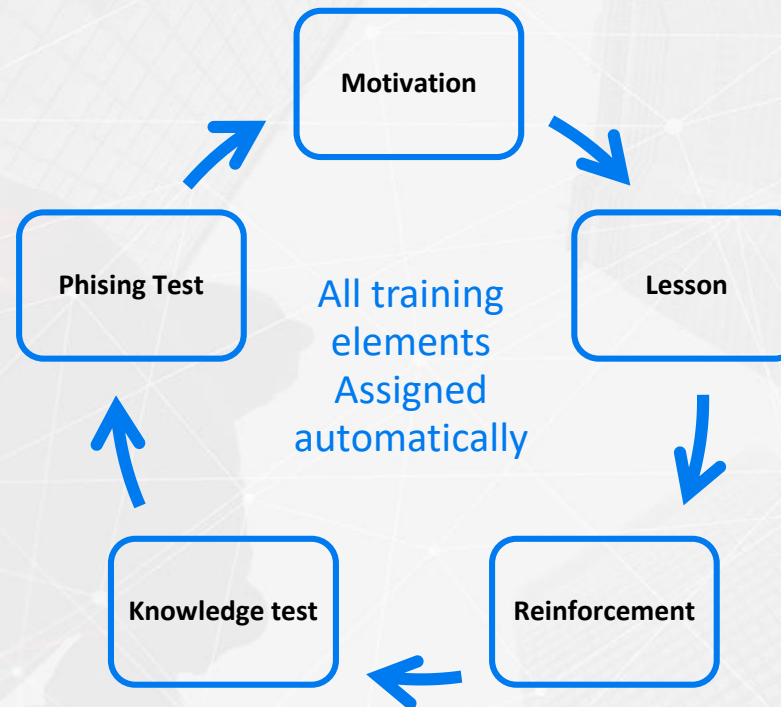 Motivation
Phising Test
Lesson
All training
elements
Assigned
automatically
Knowledge test
Reinforcement